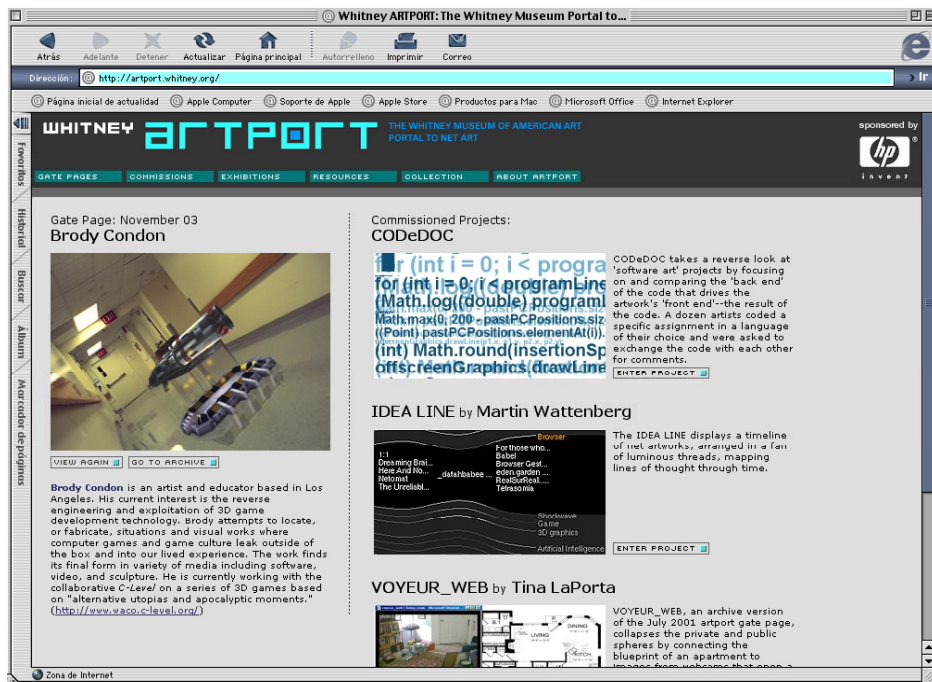 Whitney ARTPORT: The Whitney Museum Portal to...
Atrás Adelante Detener Actualizar Página principal Autorrelleno Imprimir Correo
Dirección: http://artport.whitney.org/ Ir
Página inicial de actualidad Apple Computer Soporte de Apple Apple Store Productos para Mac Microsoft Office Internet Explorer
Favoritos
Historial
Buscar
Álbum
Marcador de páginas
WHITNEY artport
THE WHITNEY MUSEUM OF AMERICAN ART
PORTAL TO NET ART
sponsored by
hp
invent
GATE PAGES COMMISSIONS EXHIBITIONS RESOURCES COLLECTION ABOUT ARTPORT
Gate Page: November 03
Brody Condon
VIEW AGAIN GO TO ARCHIVE
Brody Condon is an artist and educator based in Los
Angeles. His current interest is the reverse
engineering and exploitation of 3D game
development technology. Brody attempts to locate,
or fabricate, situations and visual works where
computer games and game culture leak outside of
the box and into our lived experience. The work finds
its final form in variety of media including software,
video, and sculpture. He is currently working with the
collaborative C-Level on a series of 3D games based
on "alternative utopias and apocalyptic moments."
(http://www.waco.c-level.org/)
Commissioned Projects:
CODeDOC
for (int i = 0; i < progra
for (int i = 0; i < programLine
(Math.log((double) programl
Math.max(0, 200 - pastPCPositions.siz
((Point) pastPCPositions.elementAt(i)).
(int) Math.round(insertionSp
offscreenGraphics.drawLine
CODeDOC takes a reverse look at
'software art' projects by focusing
on and comparing the 'back end'
of the code that drives the
artwork's 'front end'--the result of
the code. A dozen artists coded a
specific assignment in a language
of their choice and were asked to
exchange the code with each other
for comments.
ENTER PROJECT
IDEA LINE by Martin Wattenberg
Browser
1:1
Dreaming Brai...
Here And No...
Netomat
The Unreliabl...
_datashbabee ...
For those who...
Babel
Browser Gest...
eden.garden ...
RealSurReal....
Tetrasomia
Shockwave
Game
3D graphics
Artificial Intelligence
The IDEA LINE displays a timeline
of net artworks, arranged in a fan
of luminous threads, mapping
lines of thought through time.
ENTER PROJECT
VOYEUR_WEB by Tina LaPorta
LIVING
DINING
KITCH
VOYEUR_WEB, an archive version
of the July 2001 artport gate page,
collapses the private and public
spheres by connecting the
blueprint of an apartment to
images from webcams that open a
Zona de Internet